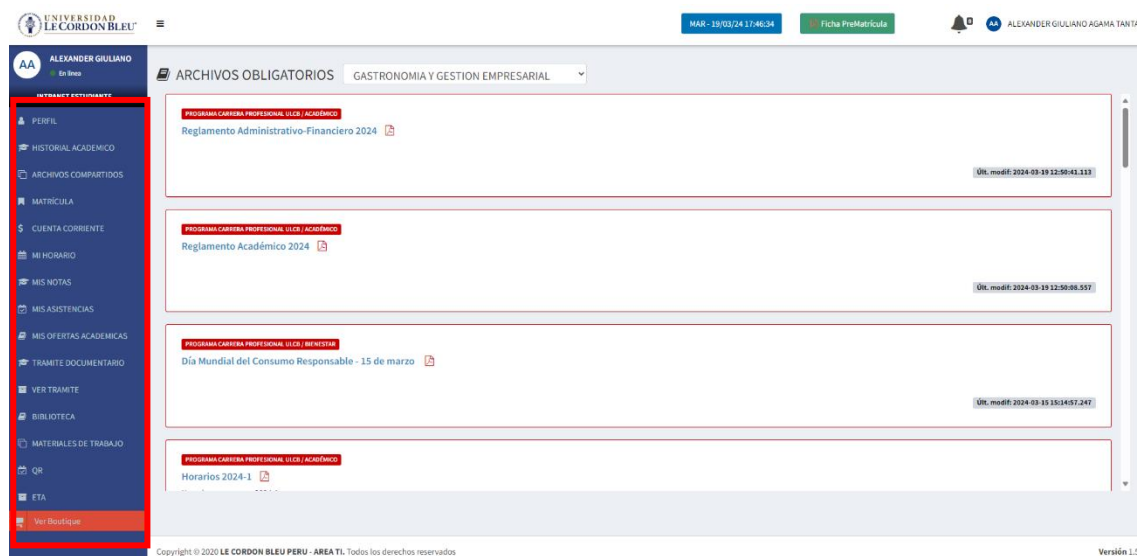 UNIVERSIDAD
LE CORDON BLEU
MAR - 19/03/24 17:46:34
Ficha PreMatricula
0
AA
ALEXANDER GIULIANO AGAMA TANTA
AA
ALEXANDER GIULIANO
En línea
INTRANET ESTUDIANTE
PERFIL
HISTORIAL ACADEMICO
ARCHIVOS COMPARTIDOS
MATRÍCULA
CUENTA CORRIENTE
MI HORARIO
MIS NOTAS
MIS ASISTENCIAS
MIS OFERTAS ACADEMICAS
TRAMITE DOCUMENTARIO
VER TRAMITE
BIBLIOTECA
MATERIALES DE TRABAJO
QR
ETA
Ver Boutique
ARCHIVOS OBLIGATORIOS
GASTRONOMIA Y GESTION EMPRESARIAL
PROGRAMA CARRERA PROFESIONAL ULCB / ACADÉMICO
Reglamento Administrativo-Financiero 2024
Últ. modif: 2024-03-19 12:50:41.113
PROGRAMA CARRERA PROFESIONAL ULCB / ACADÉMICO
Reglamento Académico 2024
Últ. modif: 2024-03-19 12:50:08.557
PROGRAMA CARRERA PROFESIONAL ULCB / BIENESTAR
Día Mundial del Consumo Responsable - 15 de marzo
Últ. modif: 2024-03-15 15:14:57.247
PROGRAMA CARRERA PROFESIONAL ULCB / ACADÉMICO
Horarios 2024-1
Copyright © 2020 LE CORDON BLEU PERU - AREA TI. Todos los derechos reservados
Versión 1.5